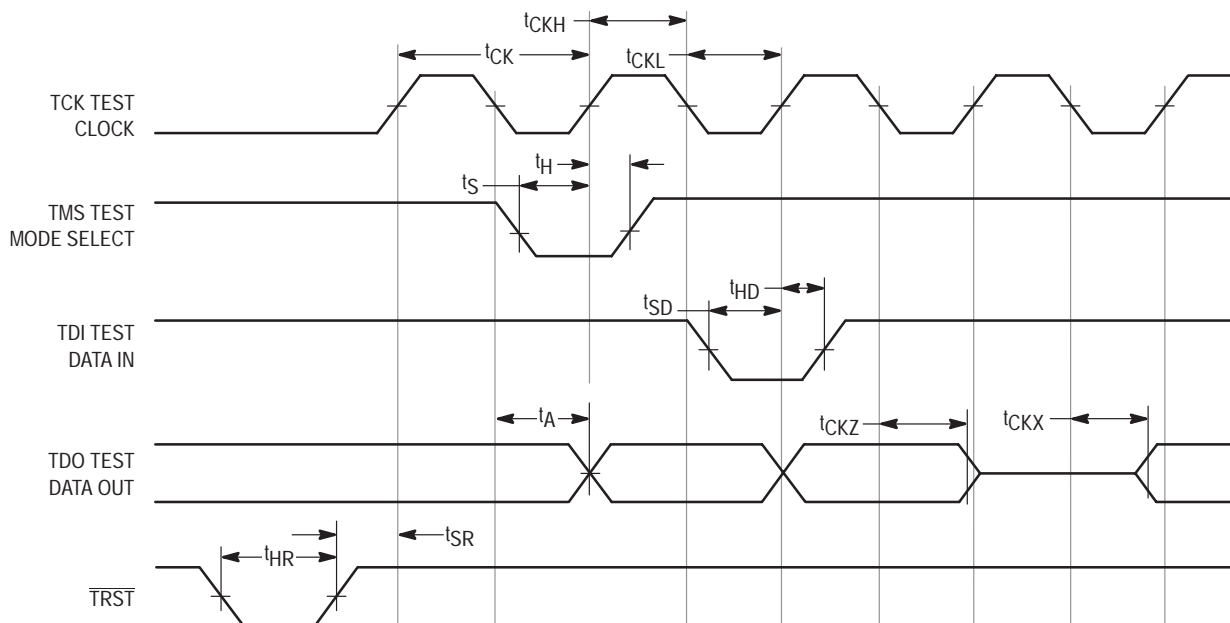 tCKH
tCK
tCKL
TCK TEST
CLOCK
tH
tS
TMS TEST
MODE SELECT
tHD
tSD
TDI TEST
DATA IN
tA
tCKZ
tCKX
TDO TEST
DATA OUT
tSR
tHR
TRST